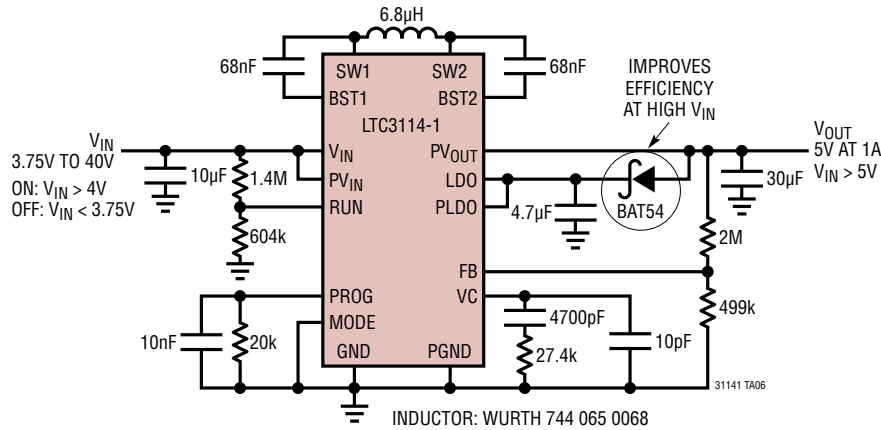 6.8µH
68nF
SW1
SW2
68nF
BST1
BST2
LTC3114-1
IMPROVES
EFFICIENCY
AT HIGH VIN
VIN
3.75V TO 40V
ON: VIN > 4V
OFF: VIN < 3.75V
10µF
1.4M
604k
VIN
PVIN
RUN
PVOUT
LDO
PLDO
4.7µF
BAT54
VOUT
5V AT 1A
VIN > 5V
30µF
2M
FB
499k
PROG
MODE
VC
4700pF
27.4k
10pF
10nF
20k
GND
PGND
31141 TA06
INDUCTOR: WURTH 744 065 0068